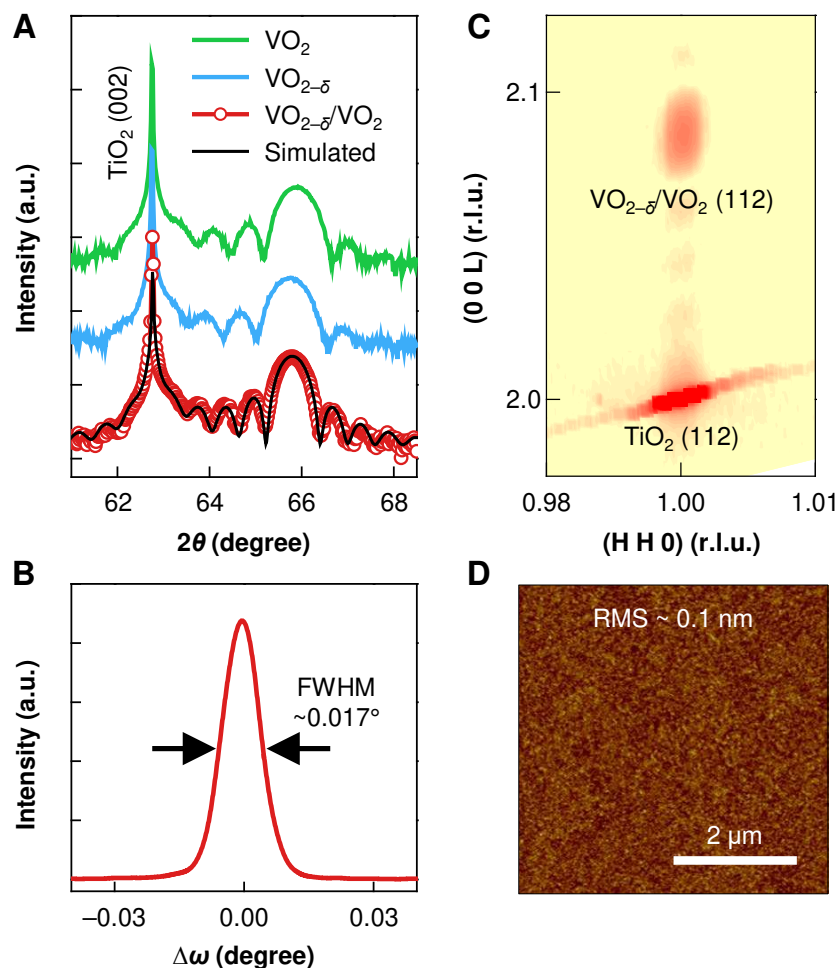 A
TiO₂ (002)
VO₂
VO₂₋δ
VO₂₋δ/VO₂
Simulated
Intensity (a.u.)
62 64 66 68
2θ (degree)
B
FWHM
~0.017°
Intensity (a.u.)
−0.03 0.00 0.03
Δω (degree)
C
2.1
2.0
(0 0 L) (r.l.u.)
VO₂₋δ/VO₂ (112)
TiO₂ (112)
0.98 1.00 1.01
(H H 0) (r.l.u.)
D
RMS ~ 0.1 nm
2 μm